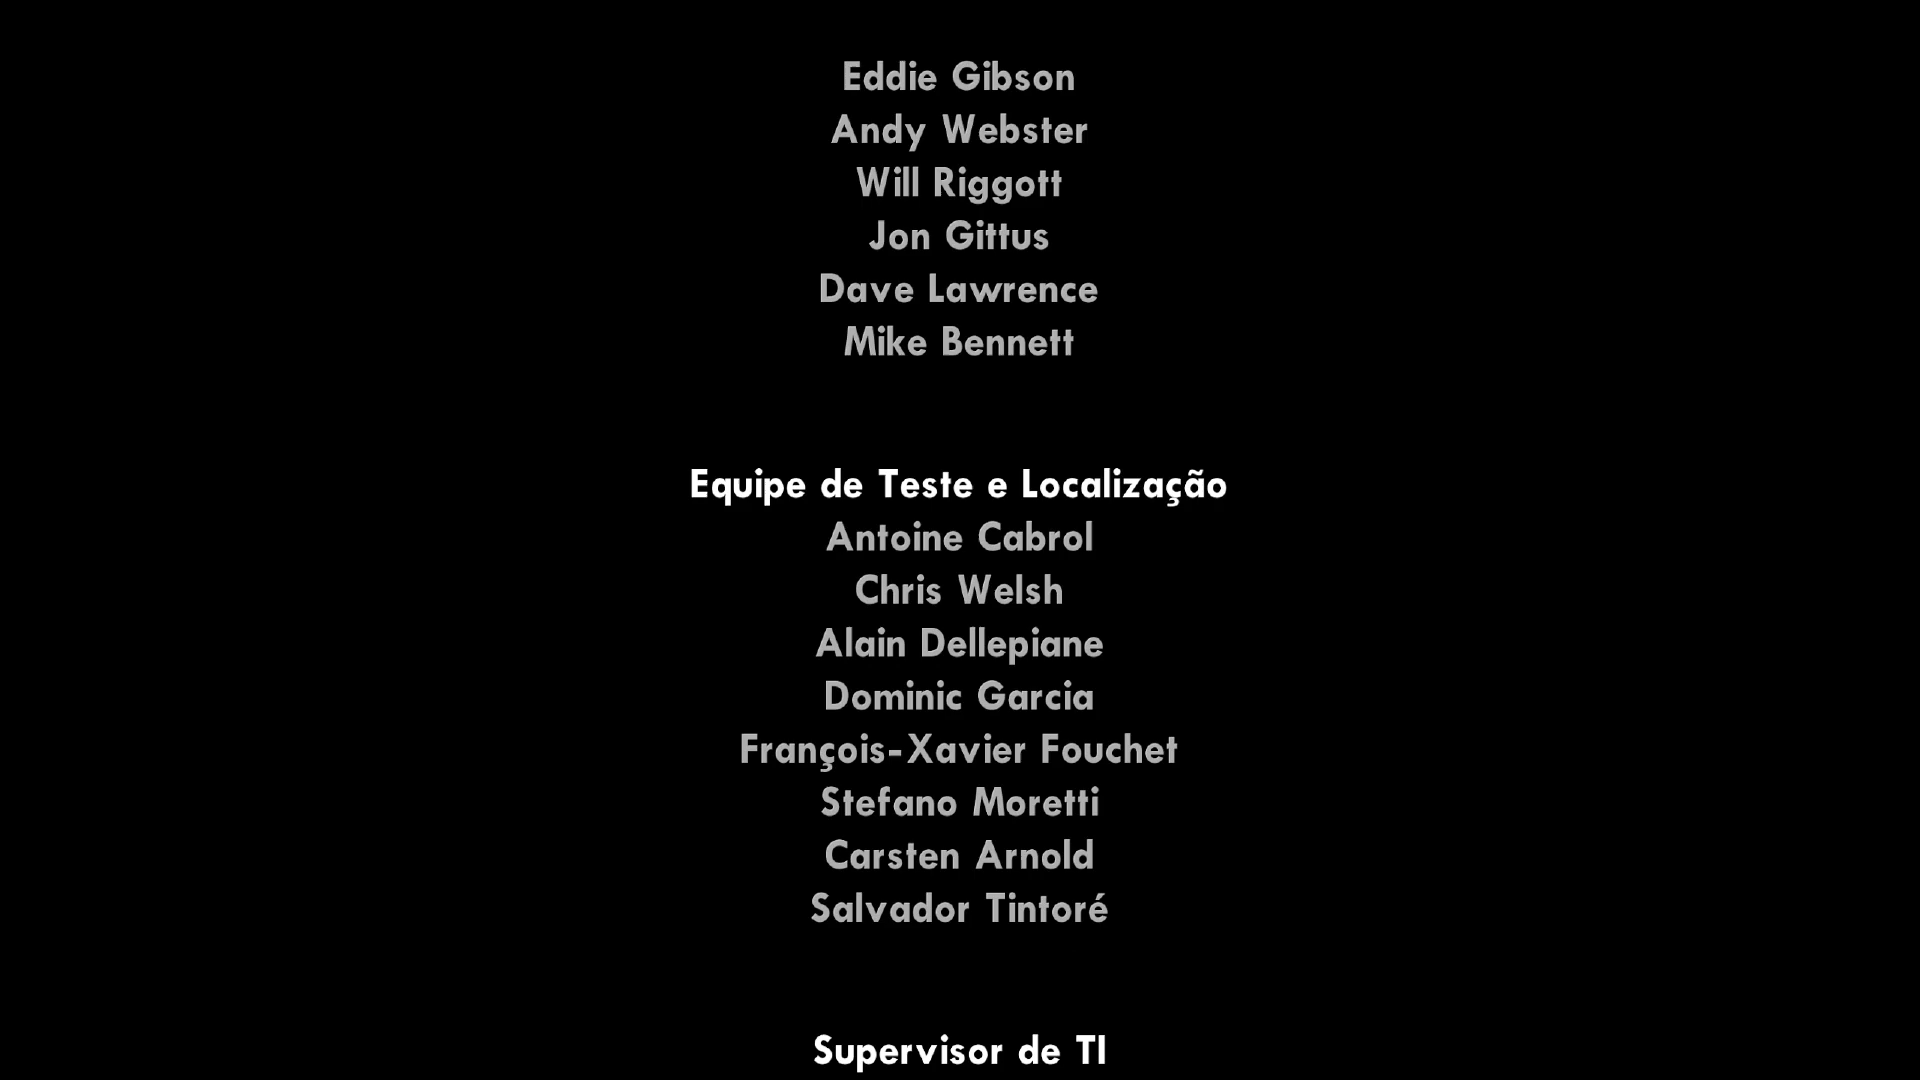 Eddie Gibson
Andy Webster
Will Riggott
Jon Gittus
Dave Lawrence
Mike Bennett
Equipe de Teste e Localização
Antoine Cabrol
Chris Welsh
Alain Dellepiane
Dominic Garcia
François-Xavier Fouchet
Stefano Moretti
Carsten Arnold
Salvador Tintoré
Supervisor de TI